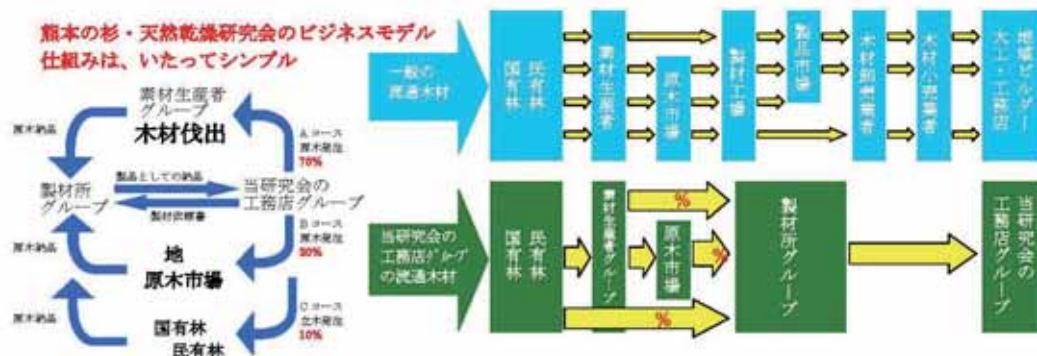 熊本の杉・天然乾燥研究会のビジネスモデル
仕組みは、いたってシンプル
素材生産者
グループ
木材伐出
原木納品
Aコース
原木発注
70%
製材所
グループ
製品としての納品
製材依頼書
当研究会の
工務店グループ
原木納品
地
原木市場
Bコース
原木発注
原木納品
国有林
民有林
Cコース
立木発注
10%
一般の
流通木材
民有林
国有林
素材生産者
原木市場
製材工場
製品市場
木材卸売業者
木材小売業者
地域ビルダー
大工・工務店
当研究会の
工務店グループ
の流通木材
民有林
国有林
素材生産者グループ
原木市場
%
%
%
製材所グループ
当研究会の
工務店グループ